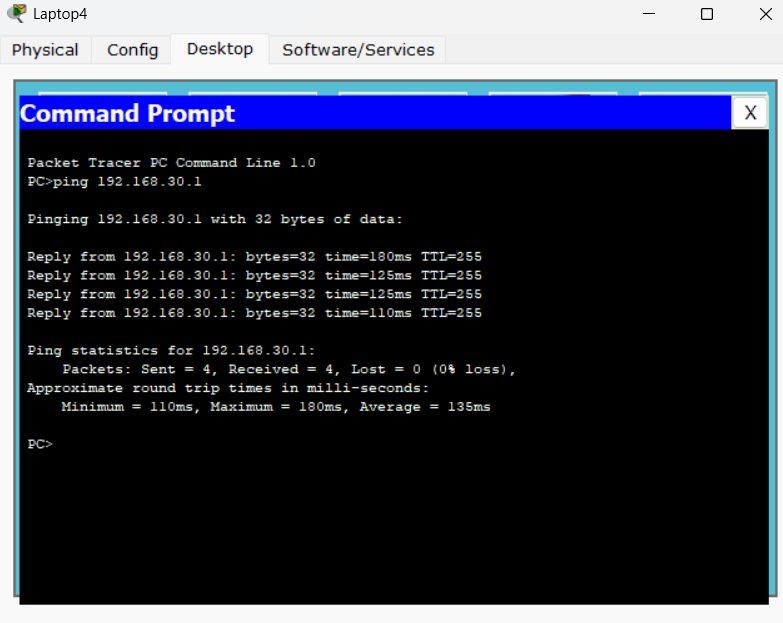 Laptop4
Physical Config Desktop Software/Services
Command Prompt X
Packet Tracer PC Command Line 1.0
PC>ping 192.168.30.1
Pinging 192.168.30.1 with 32 bytes of data:
Reply from 192.168.30.1: bytes=32 time=180ms TTL=255
Reply from 192.168.30.1: bytes=32 time=125ms TTL=255
Reply from 192.168.30.1: bytes=32 time=125ms TTL=255
Reply from 192.168.30.1: bytes=32 time=110ms TTL=255
Ping statistics for 192.168.30.1:
Packets: Sent = 4, Received = 4, Lost = 0 (0% loss),
Approximate round trip times in milli-seconds:
Minimum = 110ms, Maximum = 180ms, Average = 135ms
PC>